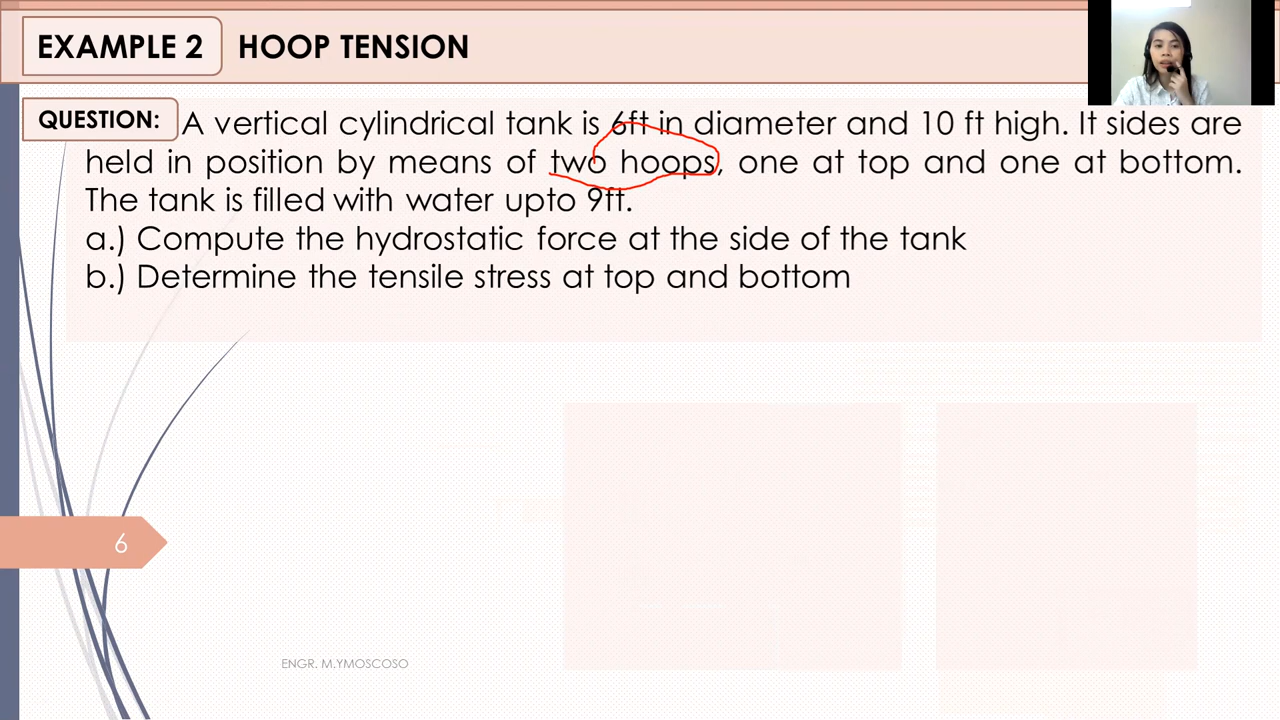 EXAMPLE 2 HOOP TENSION
QUESTION: A vertical cylindrical tank is 6ft in diameter and 10 ft high. It sides are
held in position by means of two hoops, one at top and one at bottom.
The tank is filled with water upto 9ft.
a.) Compute the hydrostatic force at the side of the tank
b.) Determine the tensile stress at top and bottom
6
ENGR. M.YMOSCOSO